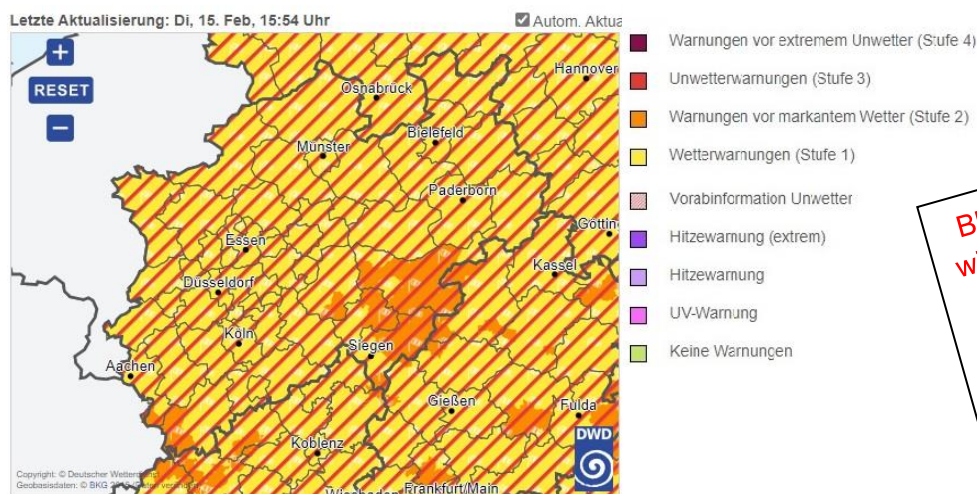 Letzte Aktualisierung: Di, 15. Feb, 15:54 Uhr
Autom. Aktua
RESET
Hannover
Osnabrück
Bielefeld
Münster
Paderborn
Götting
Essen
Kassel
Düsseldorf
Köln
Siegen
Aachen
Gießen
Fulda
Koblenz
DWD
Wiesbaden
Frankfurt/Main
Copyright: © Deutscher
Geobasisdaten: © BKG
Warnungen vor extremem Unwetter (Stufe 4)
Unwetterwarnungen (Stufe 3)
Warnungen vor markantem Wetter (Stufe 2)
Wetterwarnungen (Stufe 1)
Vorabinformation Unwetter
Hitzewarnung (extrem)
Hitzewarnung
UV-Warnung
Keine Warnungen